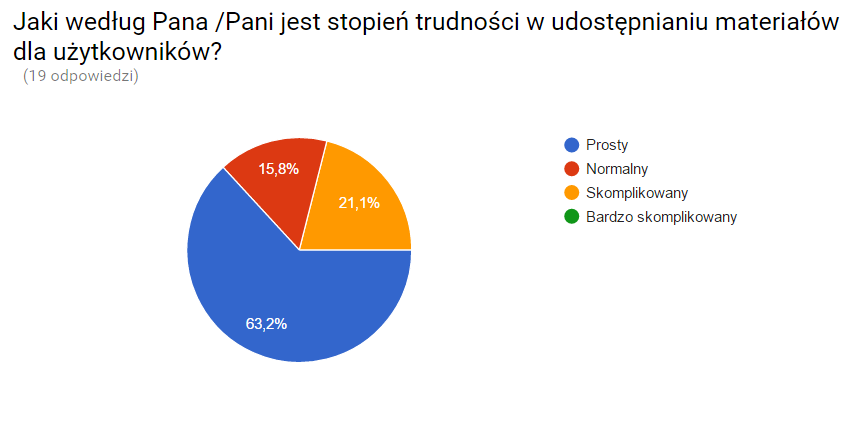 Jaki według Pana /Pani jest stopień trudności w udostępnianiu materiałów
dla użytkowników?
(19 odpowiedzi)
15,8%
21,1%
63,2%
Prosty
Normalny
Skomplikowany
Bardzo skomplikowany